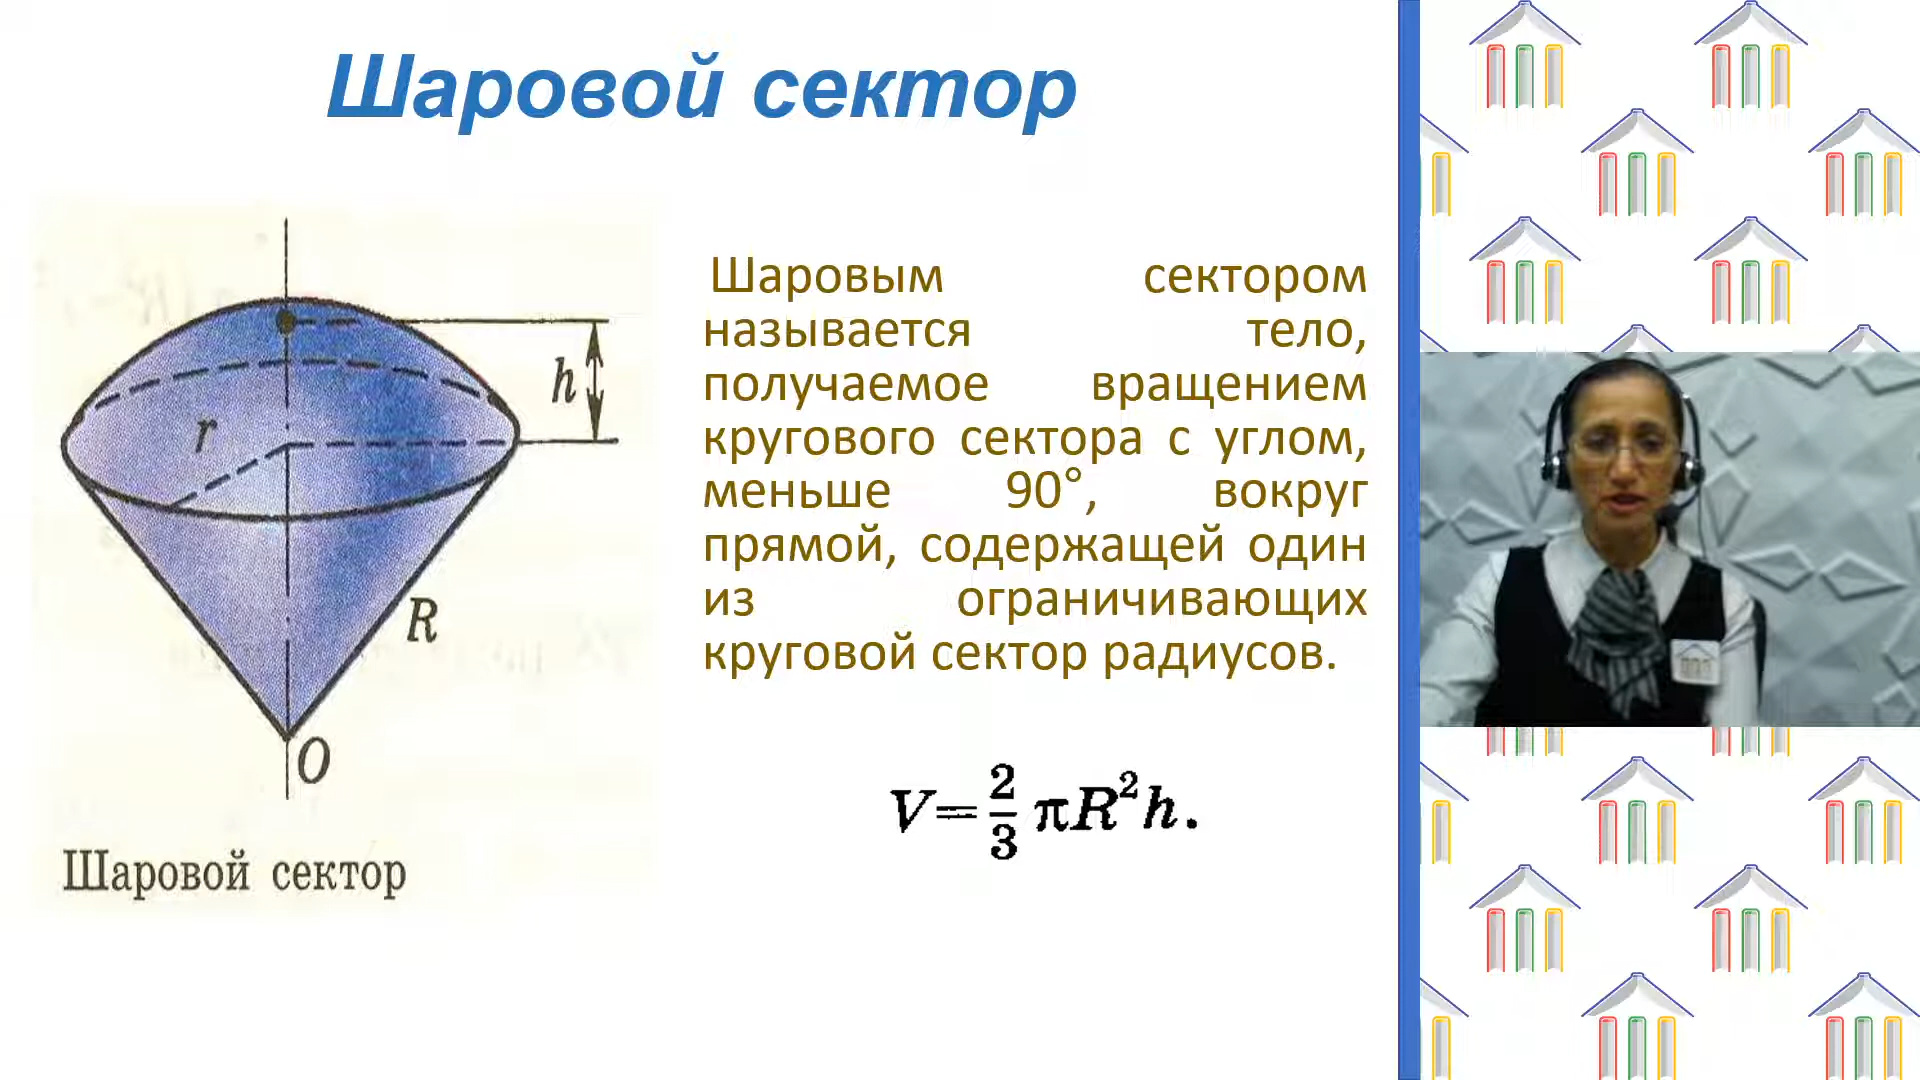 Шаровой сектор
h
r
R
O
Шаровой сектор
Шаровым сектором
называется тело,
получаемое вращением
кругового сектора с углом,
меньше 90°, вокруг
прямой, содержащей один
из ограничивающих
круговой сектор радиусов.
V=2/3 πR²h.